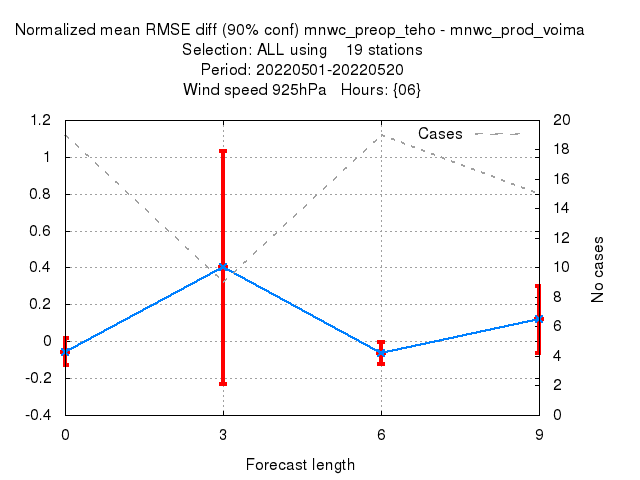 Normalized mean RMSE diff (90% conf) mnwc_preop_teho - mnwc_prod_voima
Selection: ALL using 19 stations
Period: 20220501-20220520
Wind speed 925hPa Hours: {06}
1.2
1
0.8
0.6
0.4
0.2
0
-0.2
-0.4
Cases
20
18
16
14
12
10
8
6
4
2
0
No cases
0 3 6 9
Forecast length